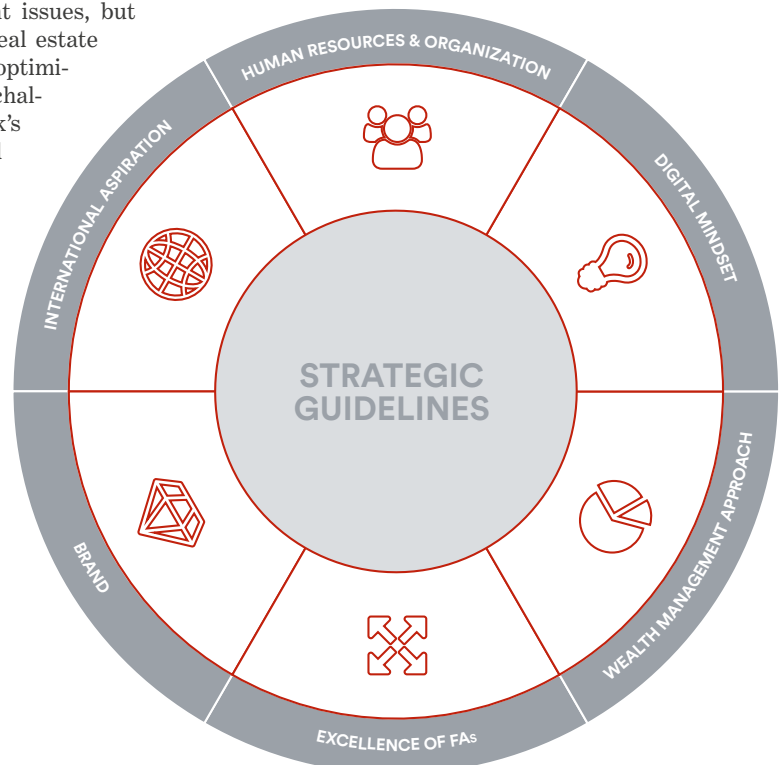 nt issues, but
eal estate
optimi-
chal-
k's
HUMAN RESOURCES & ORGANIZATION
DIGITAL MINDSET
WEALTH MANAGEMENT APPROACH
EXCELLENCE OF FAs
BRAND
INTERNATIONAL ASPIRATION
STRATEGIC
GUIDELINES